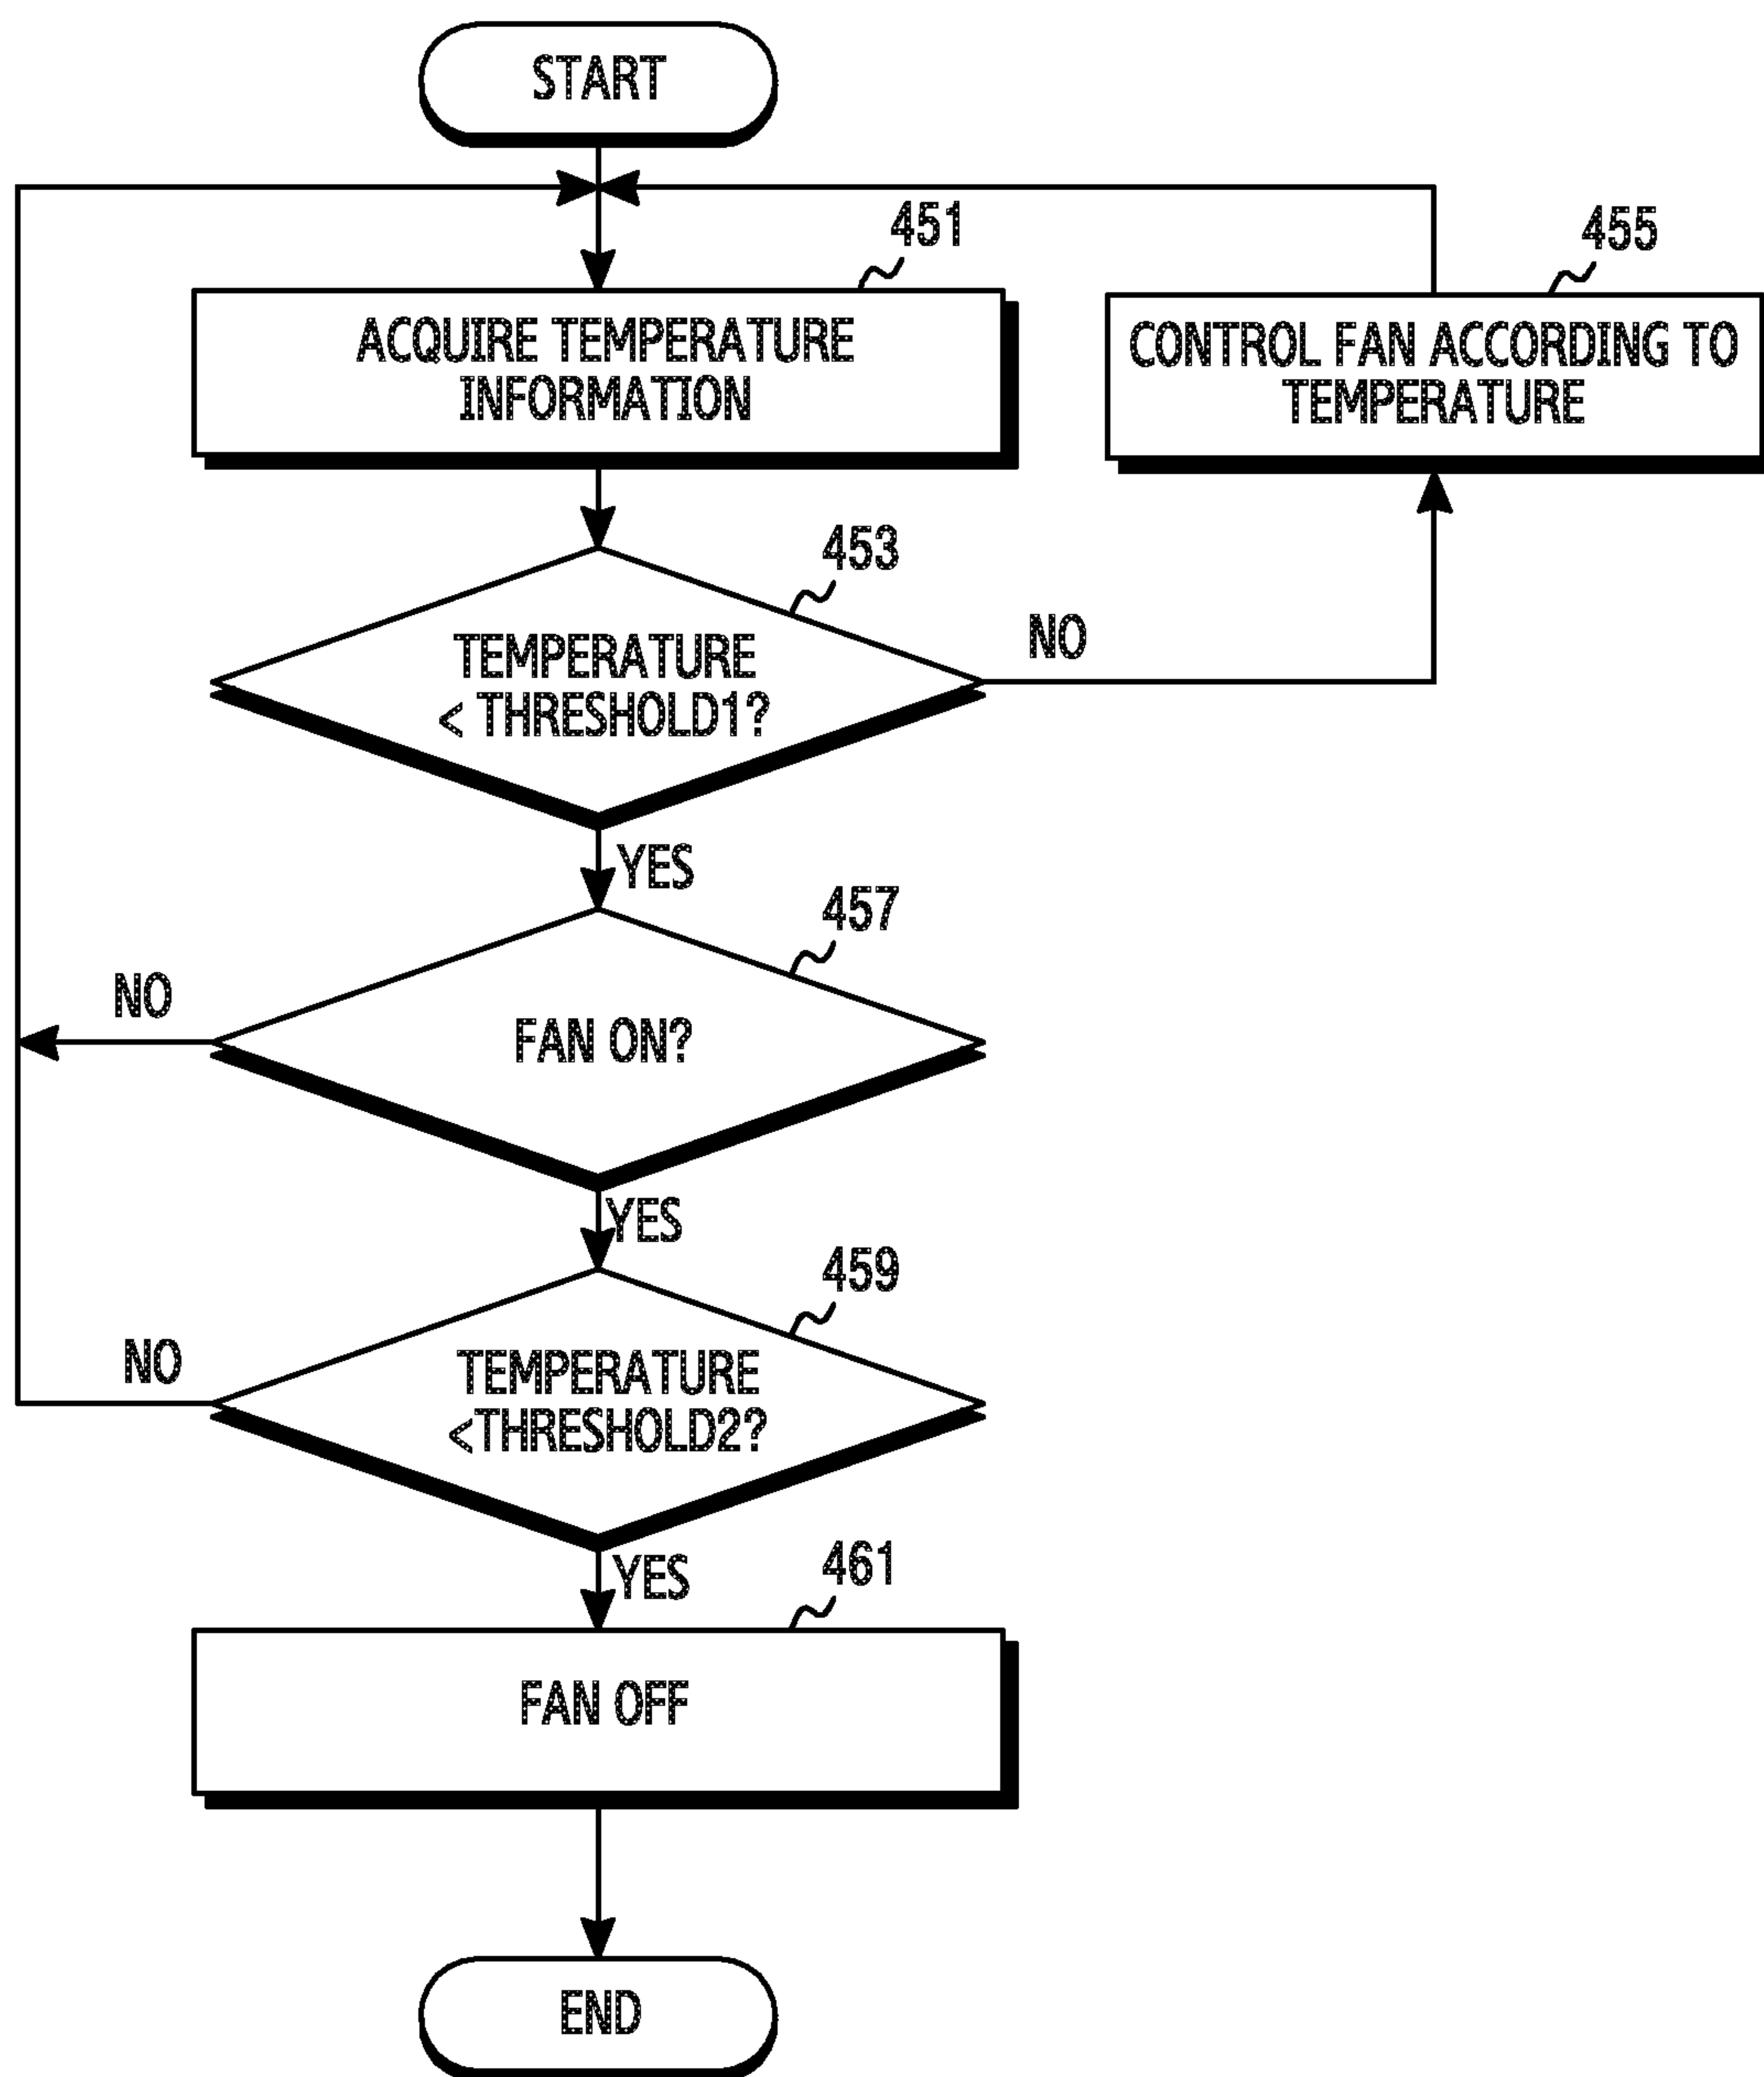 START
451
ACQUIRE TEMPERATURE
INFORMATION
455
CONTROL FAN ACCORDING TO
TEMPERATURE
453
TEMPERATURE
< THRESHOLD1?
NO
YES
457
FAN ON?
NO
YES
459
TEMPERATURE
<THRESHOLD2?
NO
YES
461
FAN OFF
END